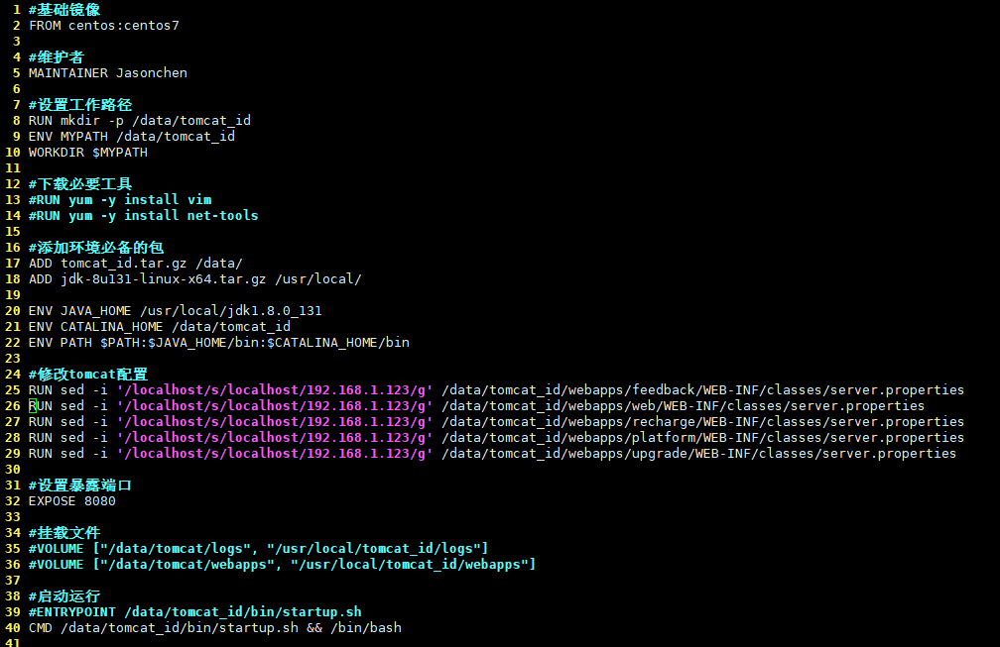 1 #基础镜像
2 FROM centos:centos7
3
4 #维护者
5 MAINTAINER Jasonchen
6
7 #设置工作路径
8 RUN mkdir -p /data/tomcat_id
9 ENV MYPATH /data/tomcat_id
10 WORKDIR $MYPATH
11
12 #下载必要工具
13 #RUN yum -y install vim
14 #RUN yum -y install net-tools
15
16 #添加环境必备的包
17 ADD tomcat_id.tar.gz /data/
18 ADD jdk-8u131-linux-x64.tar.gz /usr/local/
19
20 ENV JAVA_HOME /usr/local/jdk1.8.0_131
21 ENV CATALINA_HOME /data/tomcat_id
22 ENV PATH $PATH:$JAVA_HOME/bin:$CATALINA_HOME/bin
23
24 #修改tomcat配置
25 RUN sed -i '/localhost/s/localhost/192.168.1.123/g' /data/tomcat_id/webapps/feedback/WEB-INF/classes/server.properties
26 RUN sed -i '/localhost/s/localhost/192.168.1.123/g' /data/tomcat_id/webapps/web/WEB-INF/classes/server.properties
27 RUN sed -i '/localhost/s/localhost/192.168.1.123/g' /data/tomcat_id/webapps/recharge/WEB-INF/classes/server.properties
28 RUN sed -i '/localhost/s/localhost/192.168.1.123/g' /data/tomcat_id/webapps/platform/WEB-INF/classes/server.properties
29 RUN sed -i '/localhost/s/localhost/192.168.1.123/g' /data/tomcat_id/webapps/upgrade/WEB-INF/classes/server.properties
30
31 #设置暴露端口
32 EXPOSE 8080
33
34 #挂载文件
35 #VOLUME ["/data/tomcat/logs", "/usr/local/tomcat_id/logs"]
36 #VOLUME ["/data/tomcat/webapps", "/usr/local/tomcat_id/webapps"]
37
38 #启动运行
39 #ENTRYPOINT /data/tomcat_id/bin/startup.sh
40 CMD /data/tomcat_id/bin/startup.sh && /bin/bash
41